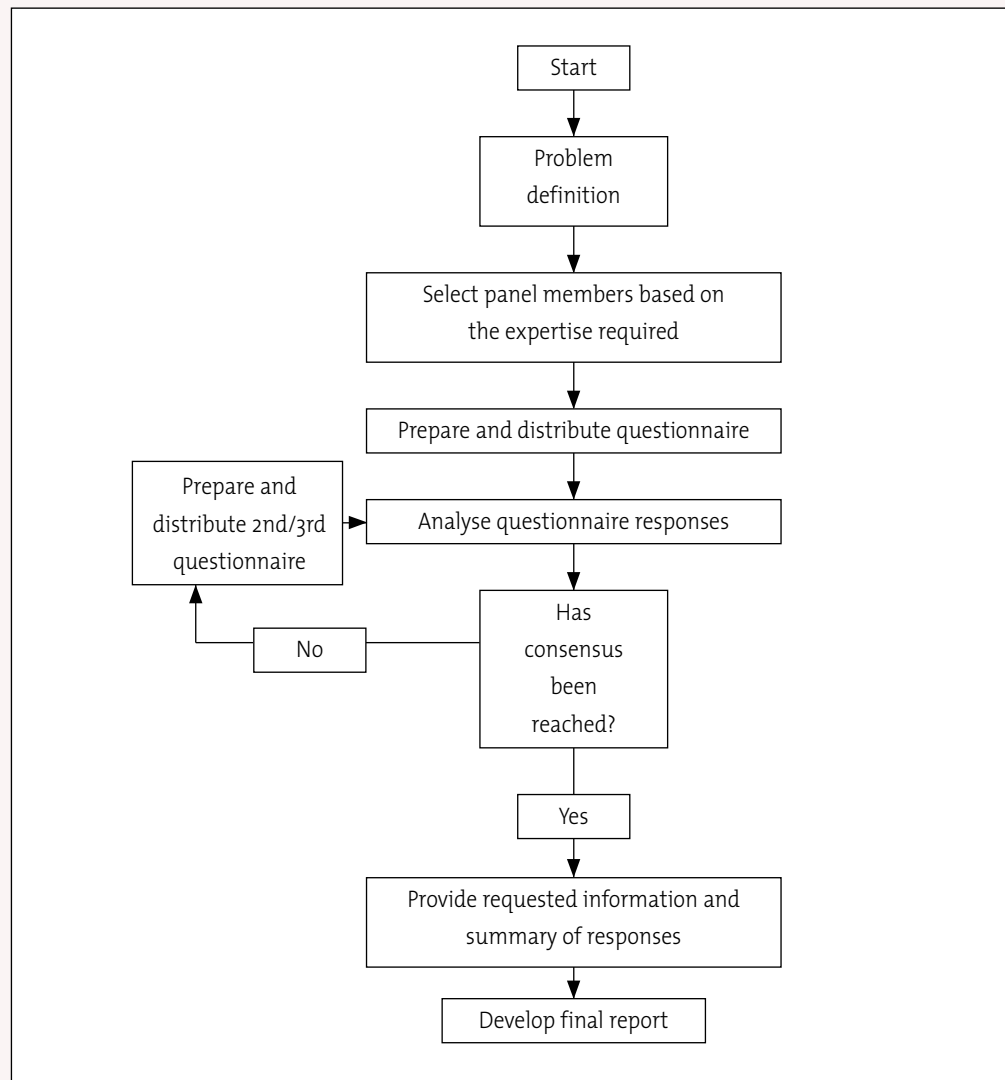 Start
Problem
definition
Select panel members based on
the expertise required
Prepare and distribute questionnaire
Prepare and
distribute 2nd/3rd
questionnaire
Analyse questionnaire responses
Has
consensus
been
reached?
No
Yes
Provide requested information and
summary of responses
Develop final report